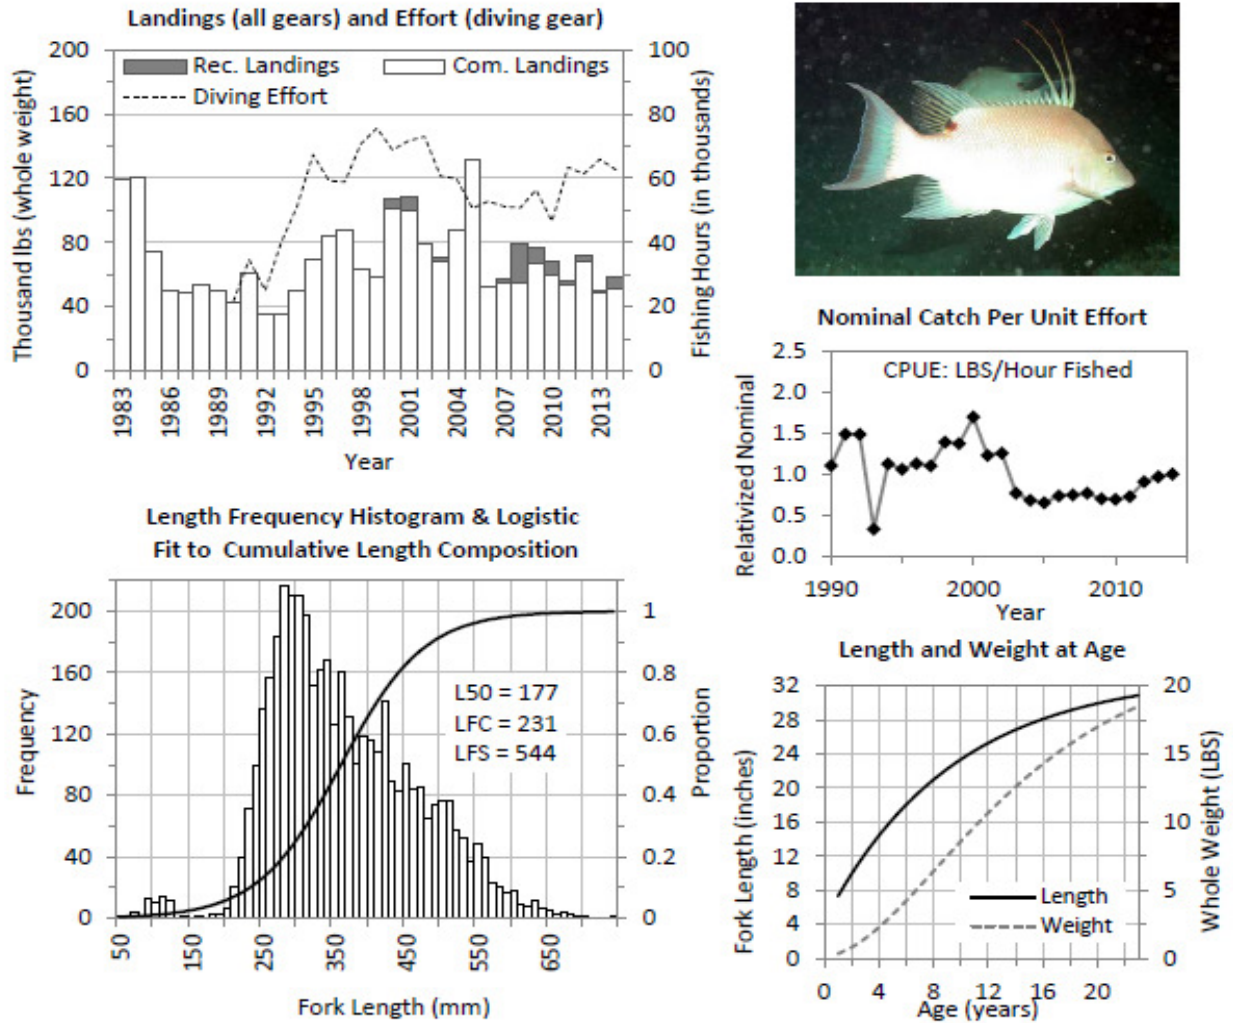 Landings (all gears) and Effort (diving gear)
200
160
120
80
40
0
Thousand lbs (whole weight)
Rec. Landings
Com. Landings
Diving Effort
100
80
60
40
20
0
Fishing Hours (in thousands)
1983
1986
1989
1992
1995
1998
2001
2004
2007
2010
2013
Year
Nominal Catch Per Unit Effort
CPUE: LBS/Hour Fished
2.5
2.0
1.5
1.0
0.5
0.0
Relativized Nominal
1990 2000 2010
Year
Length Frequency Histogram & Logistic
Fit to Cumulative Length Composition
200
160
120
80
40
0
Frequency
L50 = 177
LFC = 231
LFS = 544
1
0.8
0.6
0.4
0.2
0
Proportion
50
150
250
350
450
550
650
Fork Length (mm)
Length and Weight at Age
32
28
24
20
16
12
8
4
0
Fork Length (inches)
Length
Weight
20
15
10
5
0
Whole Weight (LBS)
0 4 8 12 16 20
Age (years)